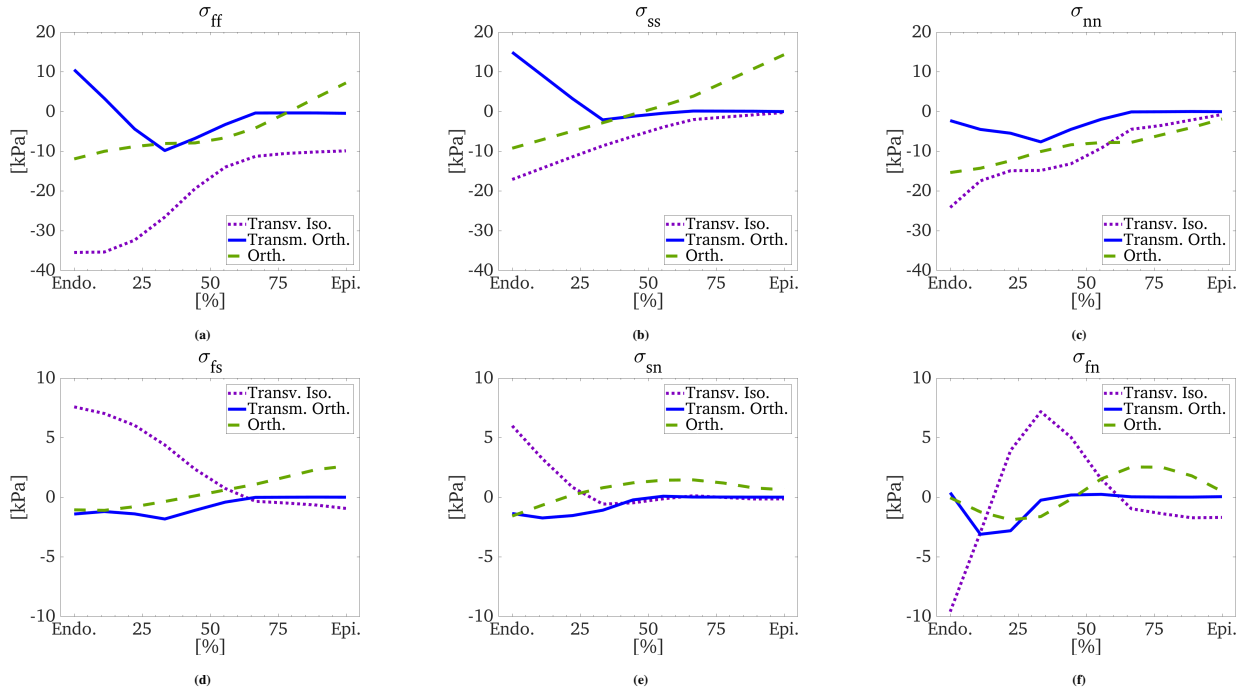 σff
20
10
0
-10
-20
-30
-40
[kPa]
Transv. Iso.
Transm. Orth.
Orth.
Endo. 25 50 75 Epi.
[%]
(a)
σss
20
10
0
-10
-20
-30
-40
[kPa]
Transv. Iso.
Transm. Orth.
Orth.
Endo. 25 50 75 Epi.
[%]
(b)
σnn
20
10
0
-10
-20
-30
-40
[kPa]
Transv. Iso.
Transm. Orth.
Orth.
Endo. 25 50 75 Epi.
[%]
(c)
σfs
10
5
0
-5
-10
[kPa]
Transv. Iso.
Transm. Orth.
Orth.
Endo. 25 50 75 Epi.
[%]
(d)
σsn
10
5
0
-5
-10
[kPa]
Transv. Iso.
Transm. Orth.
Orth.
Endo. 25 50 75 Epi.
[%]
(e)
σfn
10
5
0
-5
-10
[kPa]
Transv. Iso.
Transm. Orth.
Orth.
Endo. 25 50 75 Epi.
[%]
(f)